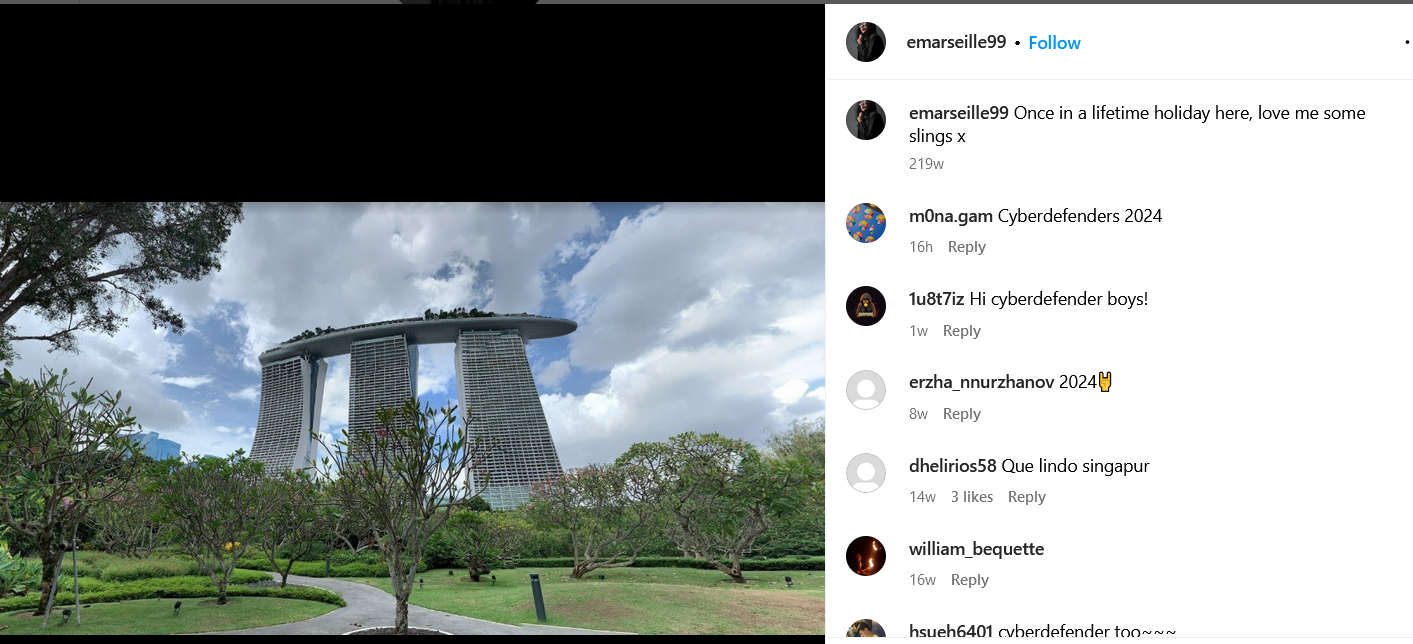 emarseille99 • Follow
emarseille99 Once in a lifetime holiday here, love me some
slings x
219w
m0na.gam Cyberdefenders 2024
16h Reply
1u8t7iz Hi cyberdefender boys!
1w Reply
erzha_nnurzhanov 2024🤘
8w Reply
dhelirios58 Que lindo singapur
14w 3 likes Reply
william_bequette
16w Reply
hsueh6401 cyberdefender too~~~